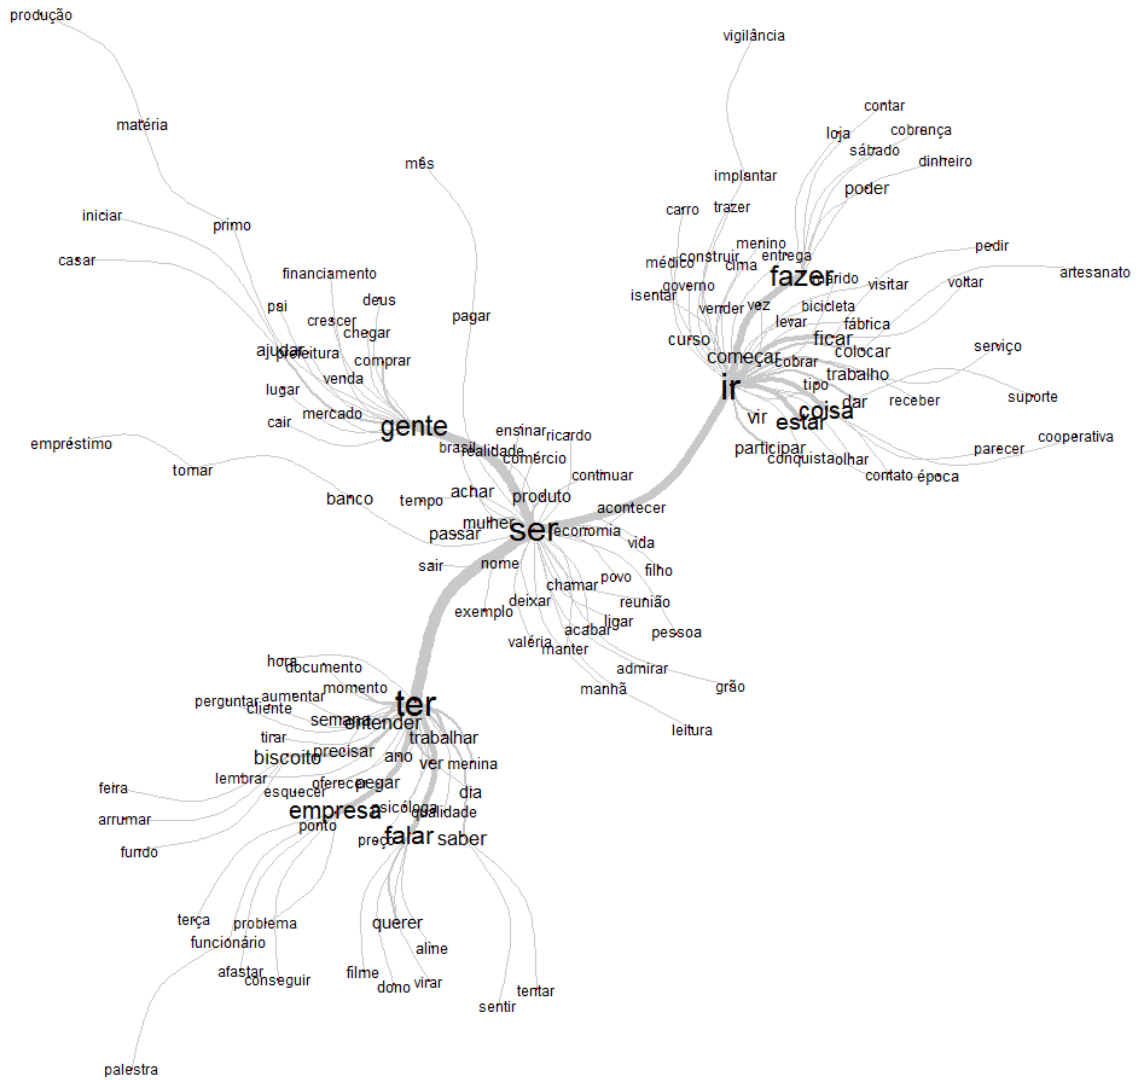 produção
vigilância
contar
matéria
loja
cobrança
sábado
dinheiro
mês
implantar
poder
carro
trazer
iniciar
primo
menino
pedir
casar
construir
entrega
médico
cima
financiamento
fazer
marido
artesanato
governo
visitar
voltar
isentar
deus
pai
vender
vez
bicicleta
crescer
pagar
levar
fábrica
chegar
curso
ficar
ajudar
prefeitura
serviço
começar
colocar
comprar
cobrar
venda
trabalho
lugar
ir
tipo
suporte
dar
receber
mercado
coisa
cair
vir
estar
gente
ensinar
ricardo
cooperativa
empréstimo
brasil
realidade
participar
parecer
comércio
conquista
olhar
tomar
continuar
contato
época
achar
banco
tempo
produto
acontecer
mulher
ser
economia
passar
vida
sair
nome
filho
chamar
povo
deixar
reunião
exemplo
ligar
acabar
pessoa
valéria
manter
hora
documento
admirar
momento
manhã
grão
aumentar
perguntar
cliente
ter
semana
entender
leitura
tirar
trabalhar
biscoito
precisar
ano
ver
menina
lembrar
oferecer
pegar
feira
esquecer
dia
empresa
psicóloga
qualidade
arrumar
ponto
falar
saber
preço
fundo
terça
problema
querer
funcionário
aline
afastar
conseguir
filme
dono
virar
tentar
sentir
palestra